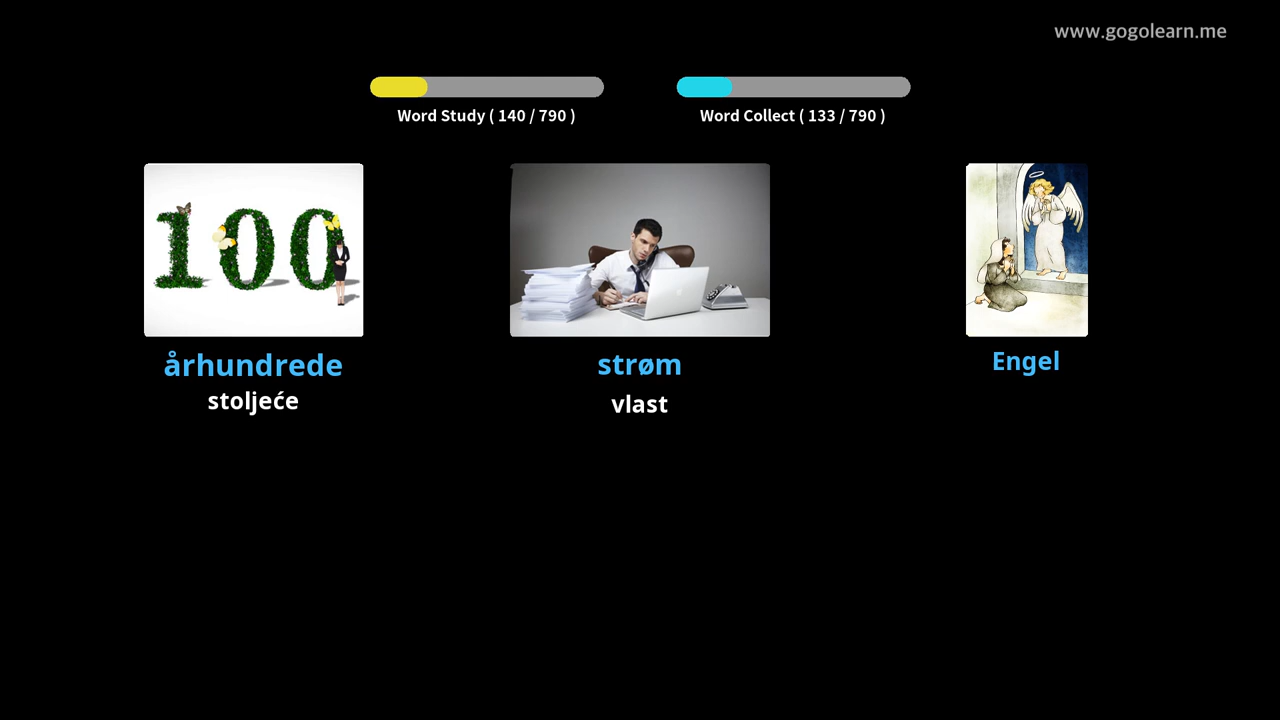 www.gogolearn.me
Word Study ( 140 / 790 )
Word Collect ( 133 / 790 )
100
århundrede
stoljeće
strøm
vlast
Engel